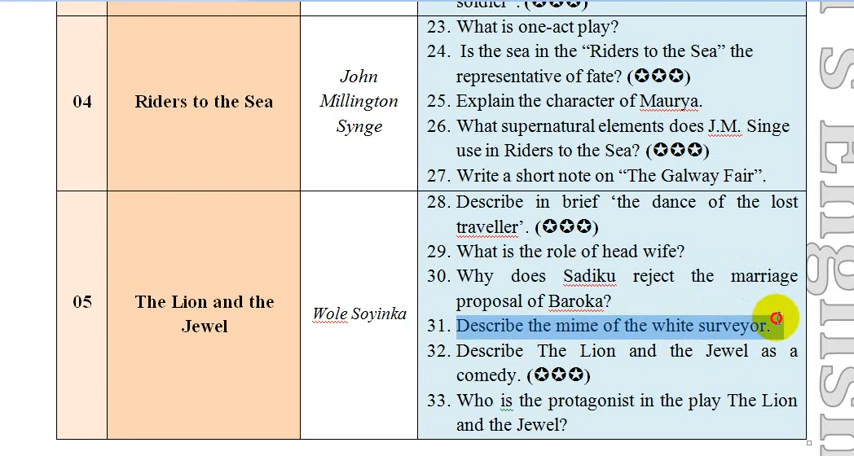 soldier'. (✪✪✪)
04
Riders to the Sea
John
Millington
Synge
23. What is one-act play?
24. Is the sea in the “Riders to the Sea” the
representative of fate? (✪✪✪)
25. Explain the character of Maurya.
26. What supernatural elements does J.M. Singe
use in Riders to the Sea? (✪✪✪)
27. Write a short note on “The Galway Fair”.
05
The Lion and the
Jewel
Wole Soyinka
28. Describe in brief ‘the dance of the lost
traveller’. (✪✪✪)
29. What is the role of head wife?
30. Why does Sadiku reject the marriage
proposal of Baroka?
31. Describe the mime of the white surveyor.
32. Describe The Lion and the Jewel as a
comedy. (✪✪✪)
33. Who is the protagonist in the play The Lion
and the Jewel?
s English